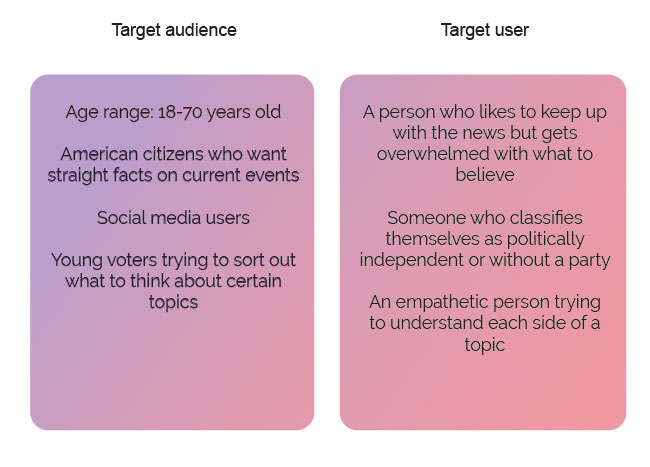 Target audience
Age range: 18-70 years old
American citizens who want
straight facts on current events
Social media users
Young voters trying to sort out
what to think about certain
topics
Target user
A person who likes to keep up
with the news but gets
overwhelmed with what to
believe
Someone who classifies
themselves as politically
independent or without a party
An empathetic person trying
to understand each side of a
topic